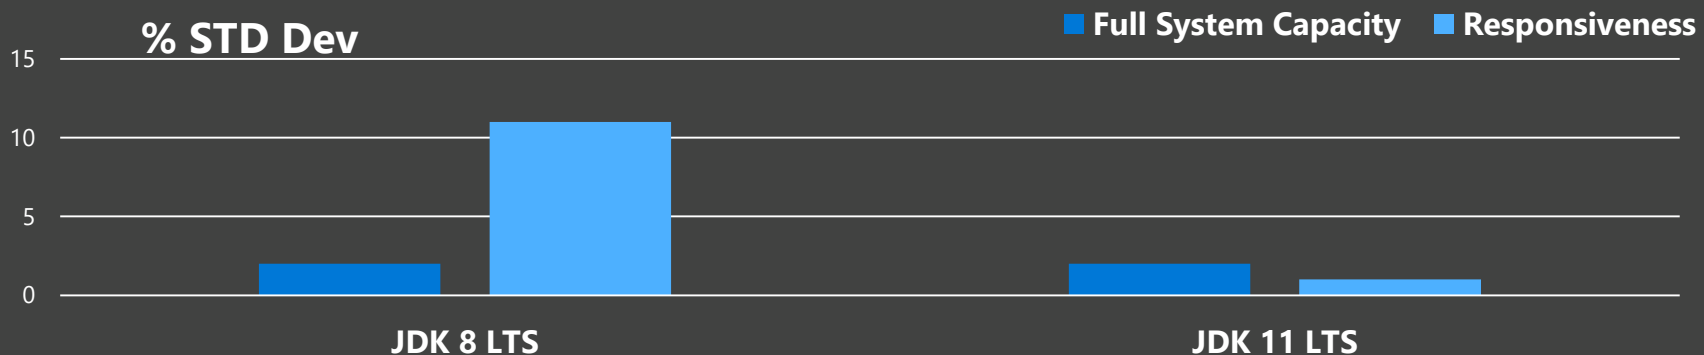 % STD Dev
Full System Capacity
Responsiveness
15
10
5
0
JDK 8 LTS
JDK 11 LTS